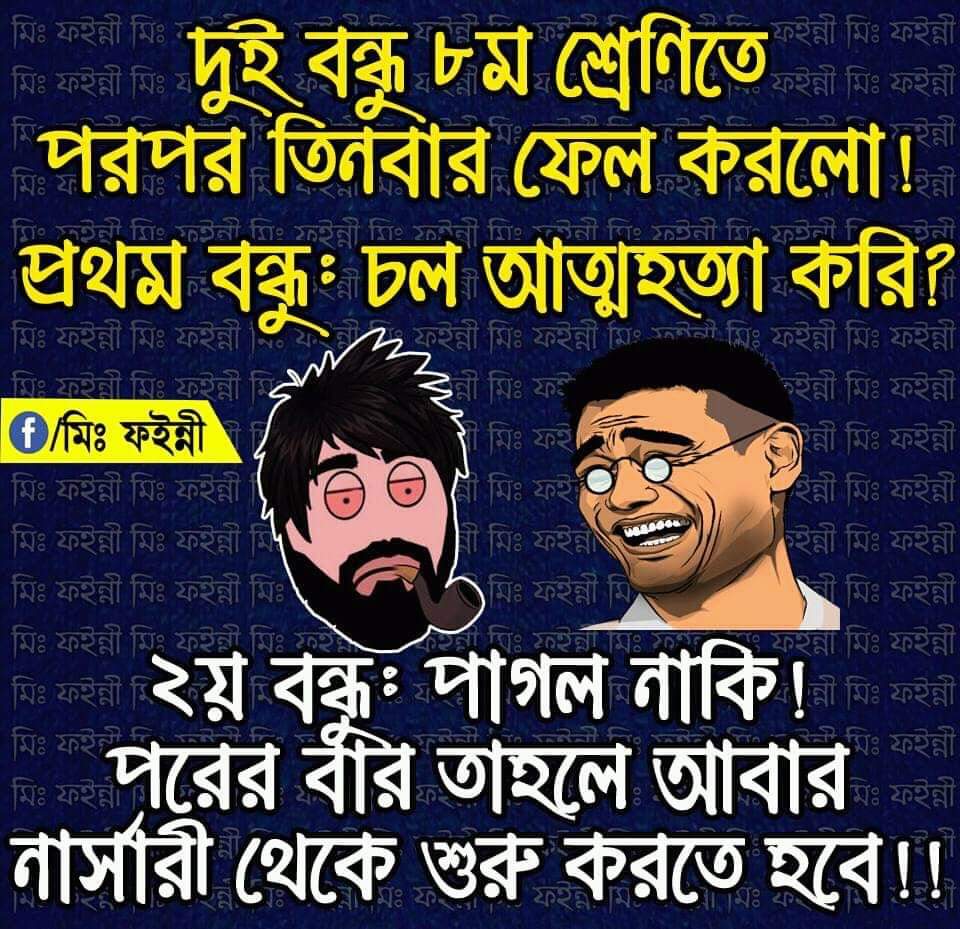 দুই বন্ধু ৮ম শ্রেণিতে
পরপর তিনবার ফেল করলো!
প্রথম বন্ধুঃ চল আত্মহত্যা করি?
f/মিঃ ফইন্নী
২য় বন্ধুঃ পাগল নাকি!
পরের বার তাহলে আবার
নার্সারী থেকে শুরু করতে হবে!!